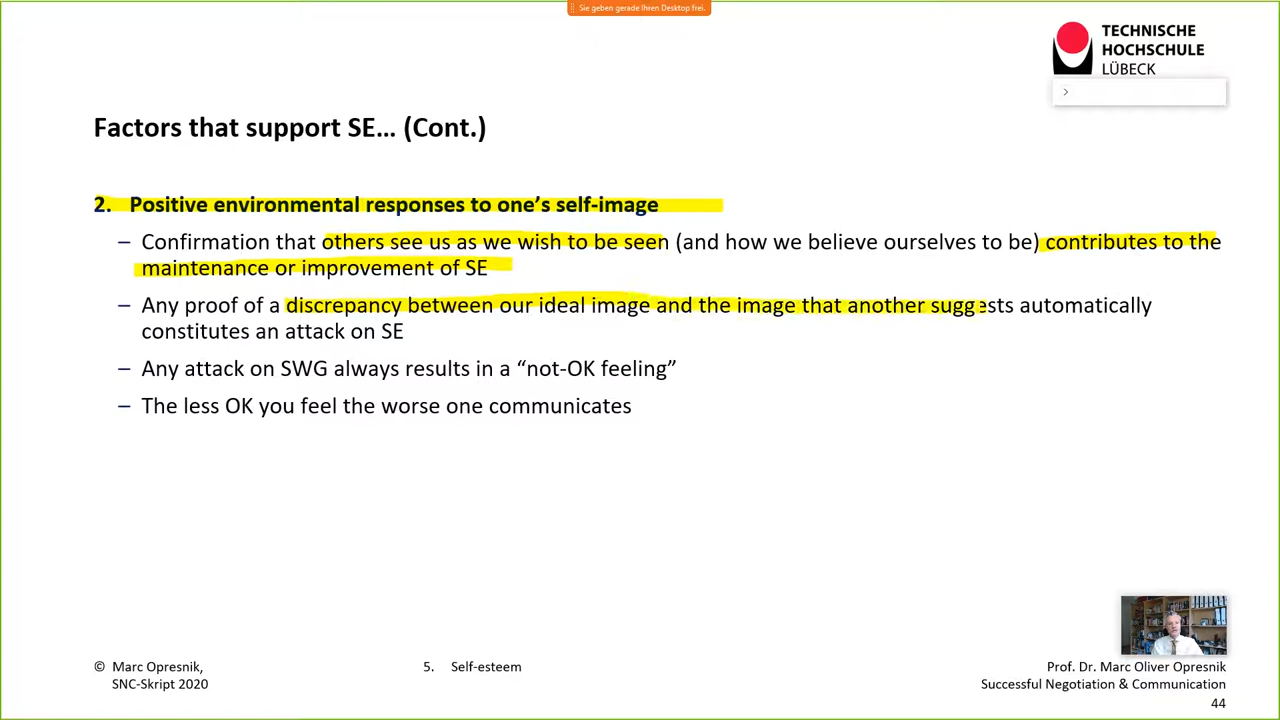 Sie geben gerade Ihren Desktop frei.
TECHNISCHE
HOCHSCHULE
LÜBECK
Factors that support SE... (Cont.)
2. Positive environmental responses to one's self-image
– Confirmation that others see us as we wish to be seen (and how we believe ourselves to be) contributes to the
maintenance or improvement of SE
– Any proof of a discrepancy between our ideal image and the image that another suggests automatically
constitutes an attack on SE
– Any attack on SWG always results in a “not-OK feeling”
– The less OK you feel the worse one communicates
© Marc Opresnik,
SNC-Skript 2020
5. Self-esteem
Prof. Dr. Marc Oliver Opresnik
Successful Negotiation & Communication
44